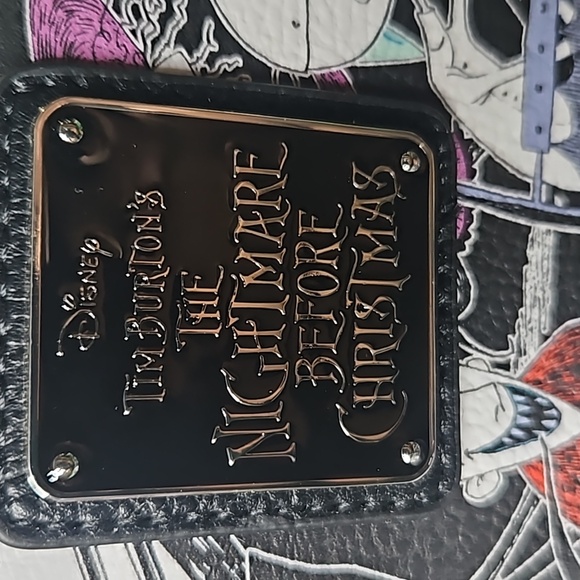 DISNEY
TIM BURTON'S
THE
NIGHTMARE
BEFORE
CHRISTMAS